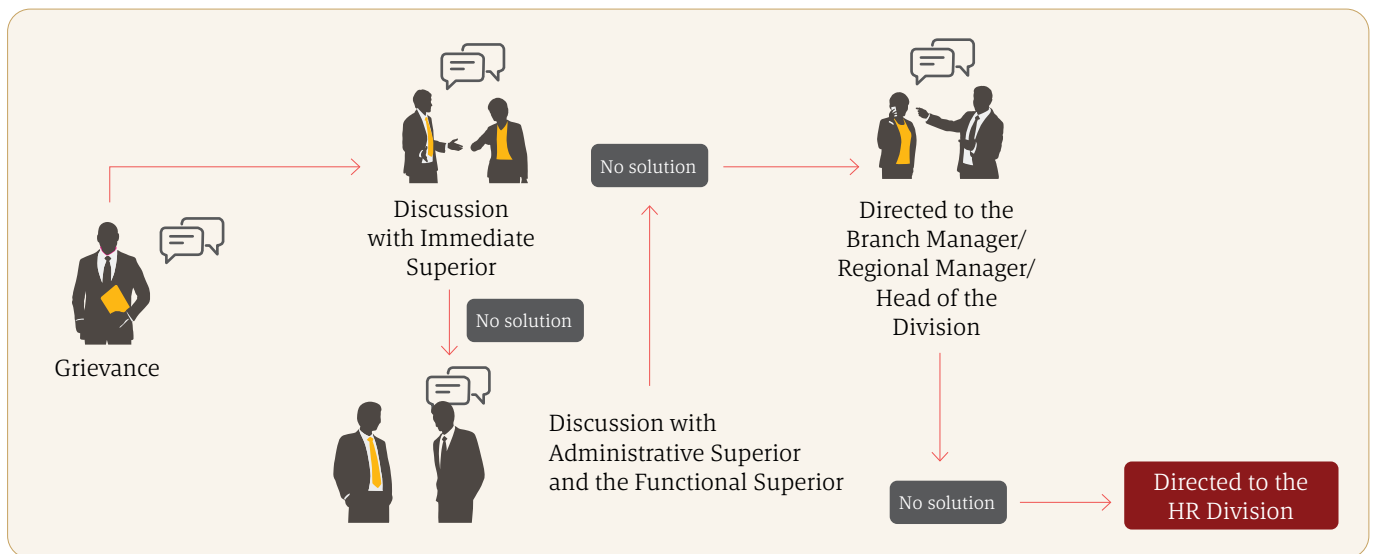 Grievance
Discussion
with Immediate
Superior
No solution
Discussion with
Administrative Superior
and the Functional Superior
No solution
Directed to the
Branch Manager/
Regional Manager/
Head of the
Division
No solution
Directed to the
HR Division